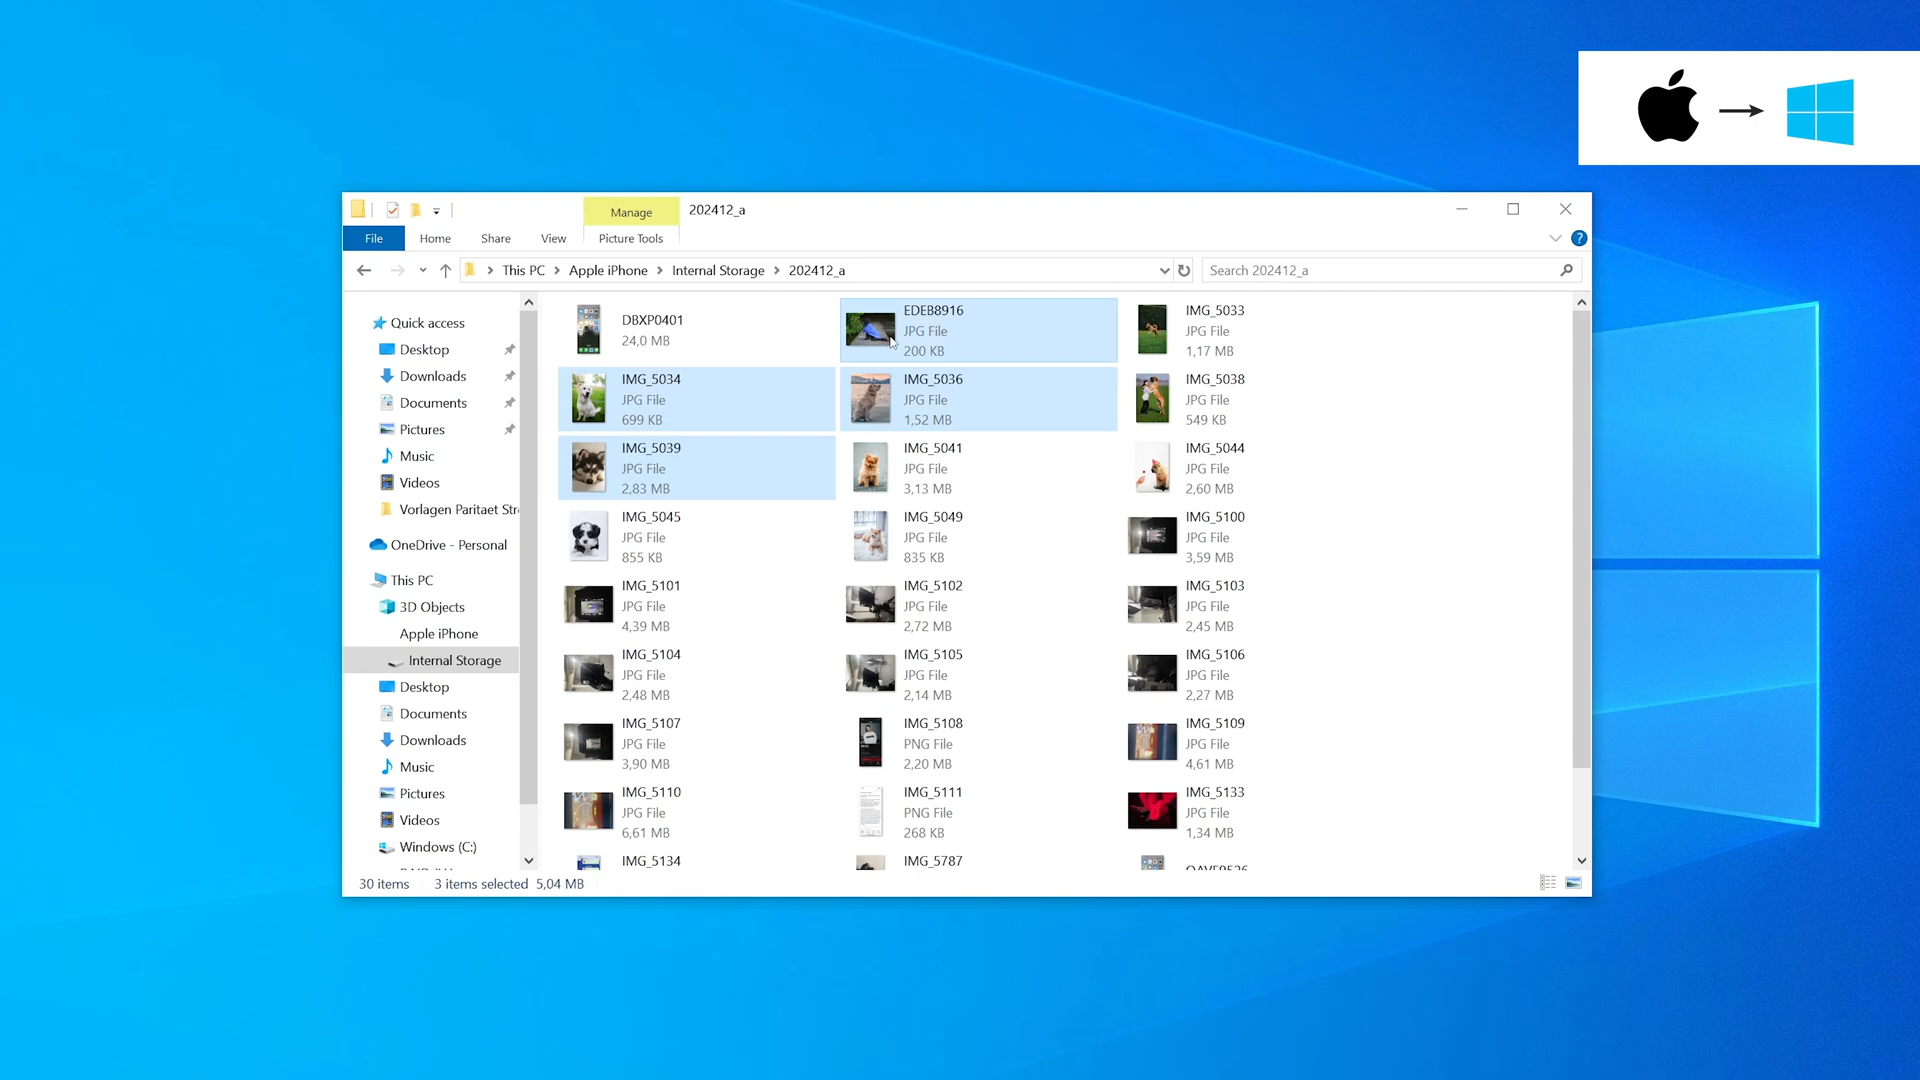 Manage
202412_a
File
Home
Share
View
Picture Tools
This PC
Apple iPhone
Internal Storage
202412_a
Search 202412_a
Quick access
Desktop
Downloads
Documents
Pictures
Music
Videos
Vorlagen Paritaet Str
OneDrive - Personal
This PC
3D Objects
Apple iPhone
Internal Storage
Desktop
Documents
Downloads
Music
Pictures
Videos
Windows (C:)
DBXP0401
24,0 MB
EDEB8916
JPG File
200 KB
IMG_5033
JPG File
1,17 MB
IMG_5034
JPG File
699 KB
IMG_5036
JPG File
1,52 MB
IMG_5038
JPG File
549 KB
IMG_5039
JPG File
2,83 MB
IMG_5041
JPG File
3,13 MB
IMG_5044
JPG File
2,60 MB
IMG_5045
JPG File
855 KB
IMG_5049
JPG File
835 KB
IMG_5100
JPG File
3,59 MB
IMG_5101
JPG File
4,39 MB
IMG_5102
JPG File
2,72 MB
IMG_5103
JPG File
2,45 MB
IMG_5104
JPG File
2,48 MB
IMG_5105
JPG File
2,14 MB
IMG_5106
JPG File
2,27 MB
IMG_5107
JPG File
3,90 MB
IMG_5108
PNG File
2,20 MB
IMG_5109
JPG File
4,61 MB
IMG_5110
JPG File
6,61 MB
IMG_5111
PNG File
268 KB
IMG_5133
JPG File
1,34 MB
IMG_5134
IMG_5787
30 items
3 items selected 5,04 MB